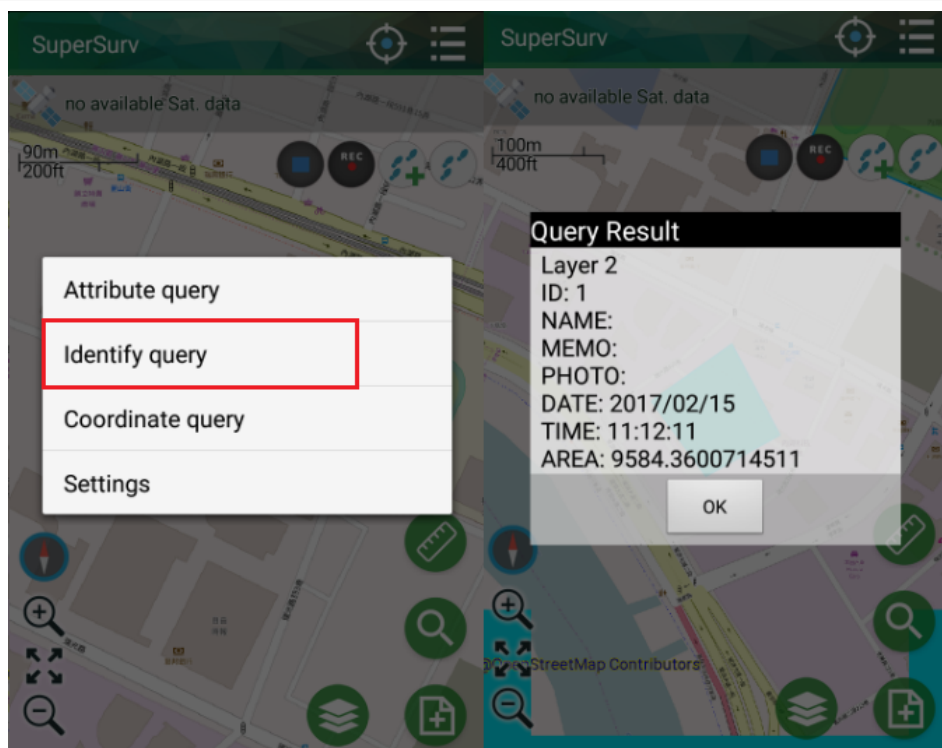 SuperSurv
no available Sat. data
90m
200ft
REC
Attribute query
Identify query
Coordinate query
Settings
SuperSurv
no available Sat. data
100m
400ft
REC
Query Result
Layer 2
ID: 1
NAME:
MEMO:
PHOTO:
DATE: 2017/02/15
TIME: 11:12:11
AREA: 9584.3600714511
OK
StreetMap Contributors